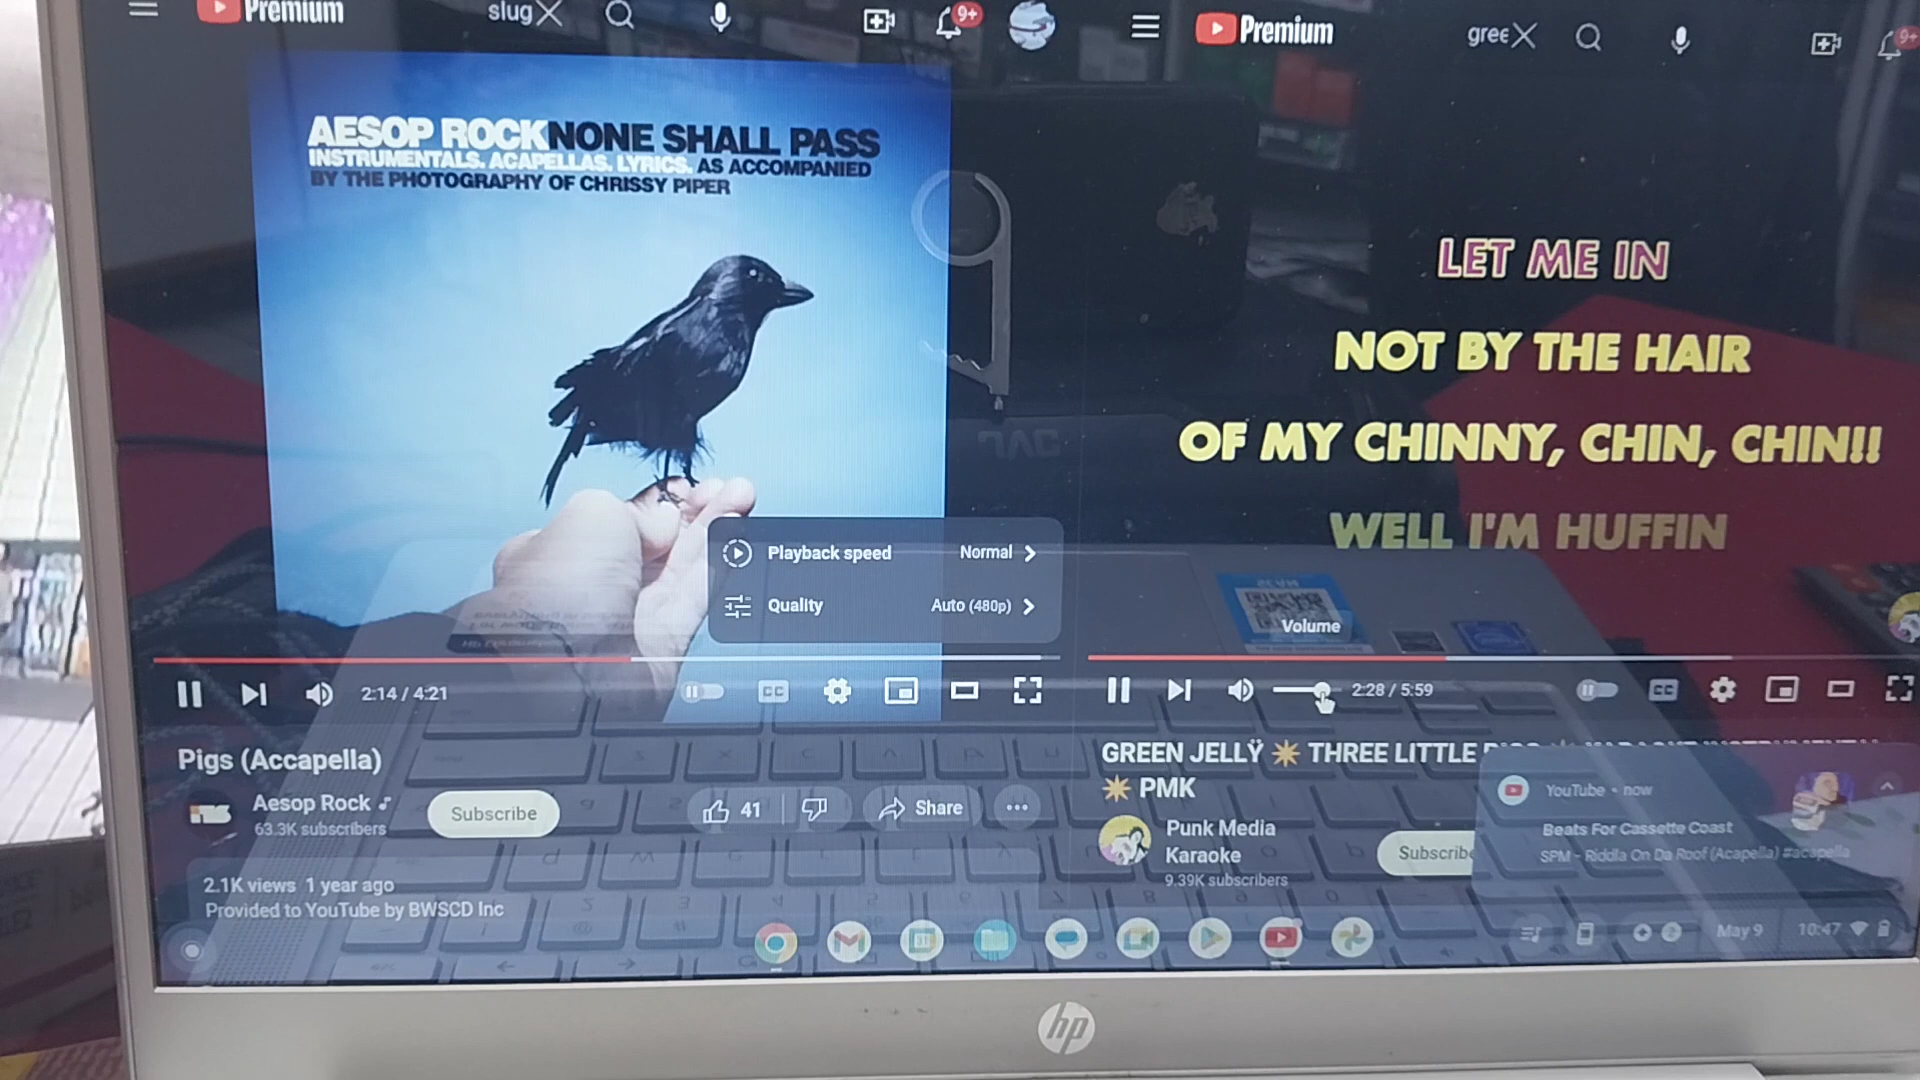 Premium
slug
9+
AESOP ROCK NONE SHALL PASS
INSTRUMENTALS. ACAPELLAS. LYRICS. AS ACCOMPANIED
BY THE PHOTOGRAPHY OF CHRISSY PIPER
Playback speed Normal
Quality Auto (480p)
2:14 / 4:21
CC
Pigs (Accapella)
Aesop Rock
63.3K subscribers
Subscribe
41
Share
2.1K views 1 year ago
Provided to YouTube by BWSCD Inc
Premium
gree
9+
LET ME IN
NOT BY THE HAIR
OF MY CHINNY, CHIN, CHIN!!
WELL I'M HUFFIN
Volume
2:28 / 5:59
CC
GREEN JELLŸ THREE LITTLE
PMK
Punk Media
Karaoke
9.39K subscribers
Subscribe
YouTube • now
Beats For Cassette Coast
SPM - Riddla On Da Roof (Acapella) #acapella
May 9
10:47
hp